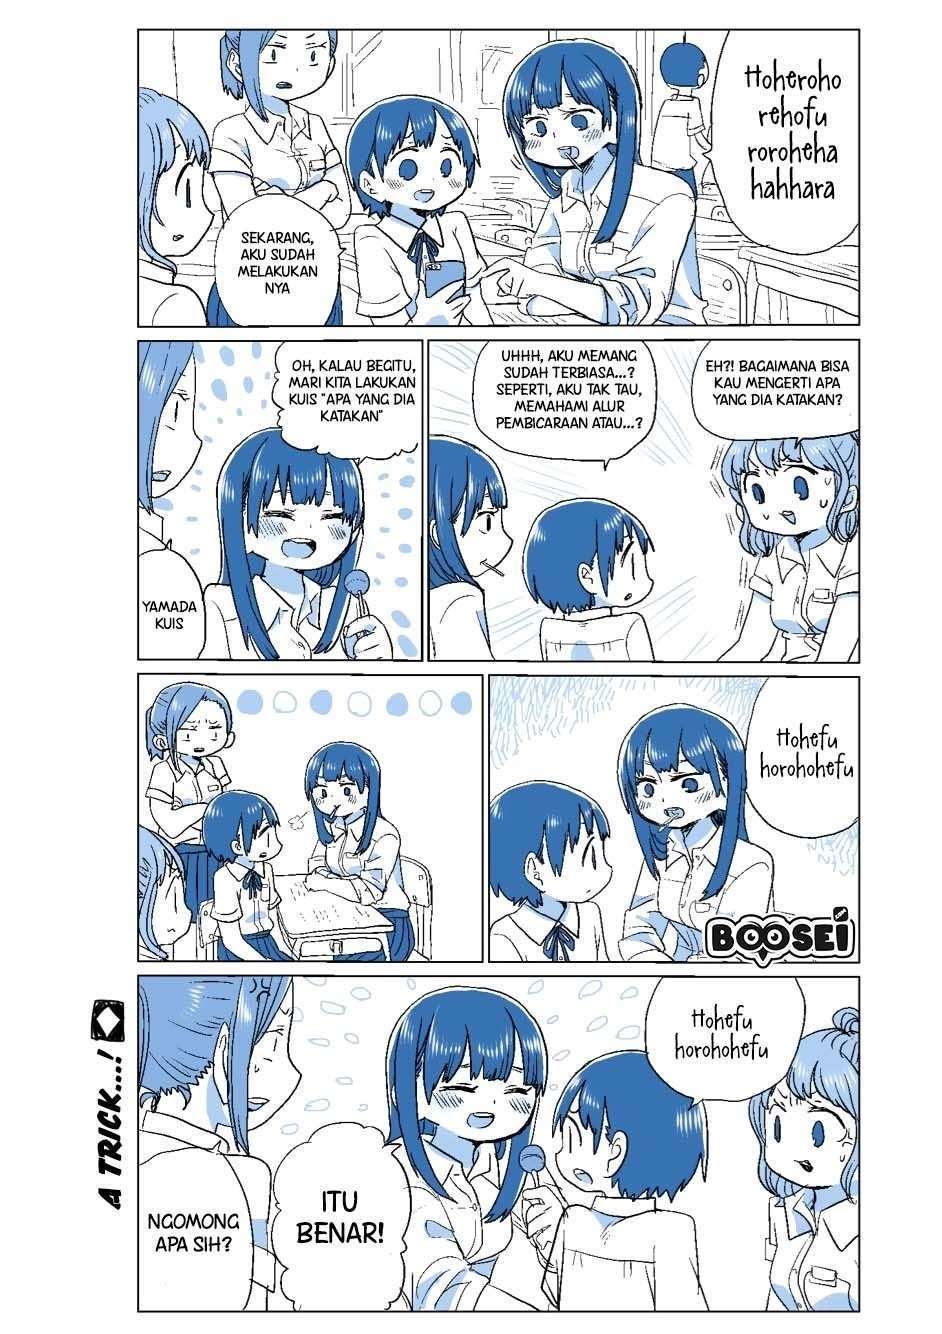 Hoheroho
rehofu
roroheha
hahhara
SEKARANG,
AKU SUDAH
MELAKUKAN
NYA
EH?! BAGAIMANA BISA
KAU MENGERTI APA
YANG DIA KATAKAN?
UHHH, AKU MEMANG
SUDAH TERBIASA...?
SEPERTI, AKU TAK TAU,
MEMAHAMI ALUR
PEMBICARAAN ATAU...?
OH, KALAU BEGITU,
MARI KITA LAKUKAN
KUIS "APA YANG DIA
KATAKAN"
YAMADA
KUIS
Hohefu
horohohefu
BOOSEI
Hohefu
horohohefu
ITU
BENAR!
NGOMONG
APA SIH?
A TRICK...!